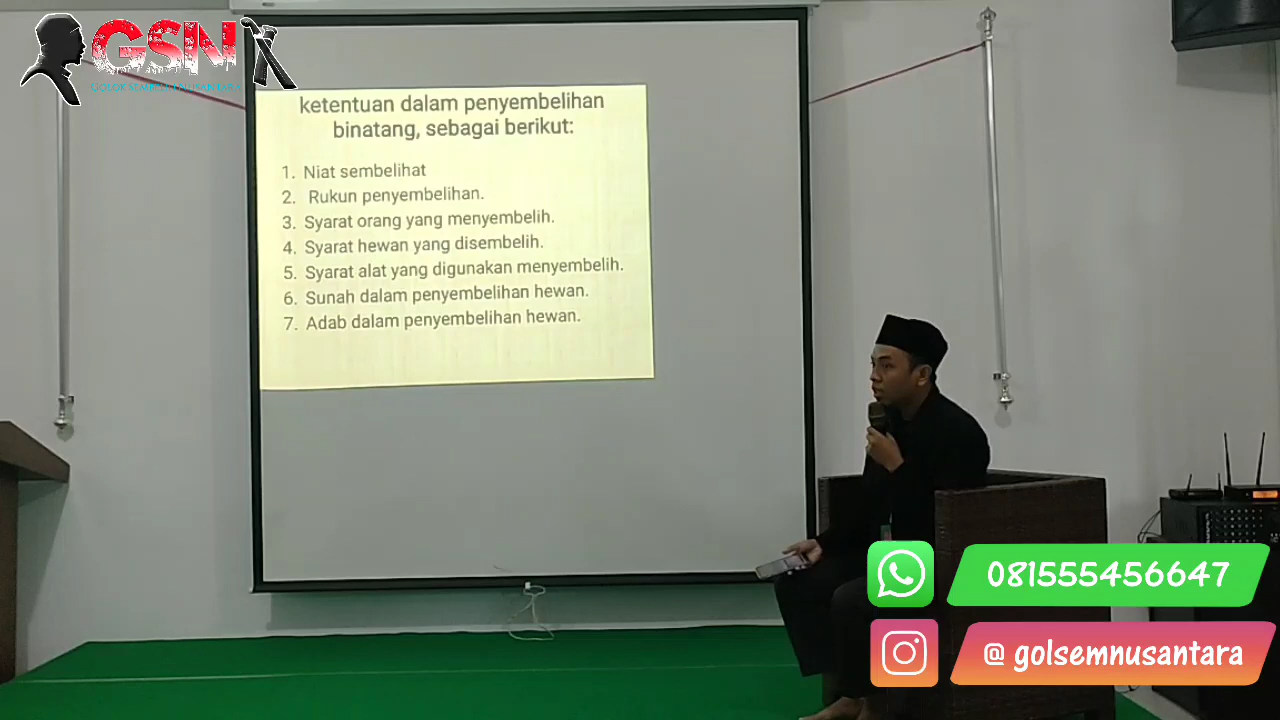 GSN
ketentuan dalam penyembelihan
binatang, sebagai berikut:
1. Niat sembelihat
2. Rukun penyembelihan.
3. Syarat orang yang menyembelih.
4. Syarat hewan yang disembelih.
5. Syarat alat yang digunakan menyembelih.
6. Sunah dalam penyembelihan hewan.
7. Adab dalam penyembelihan hewan.
081555456647
@ golsemnusantara